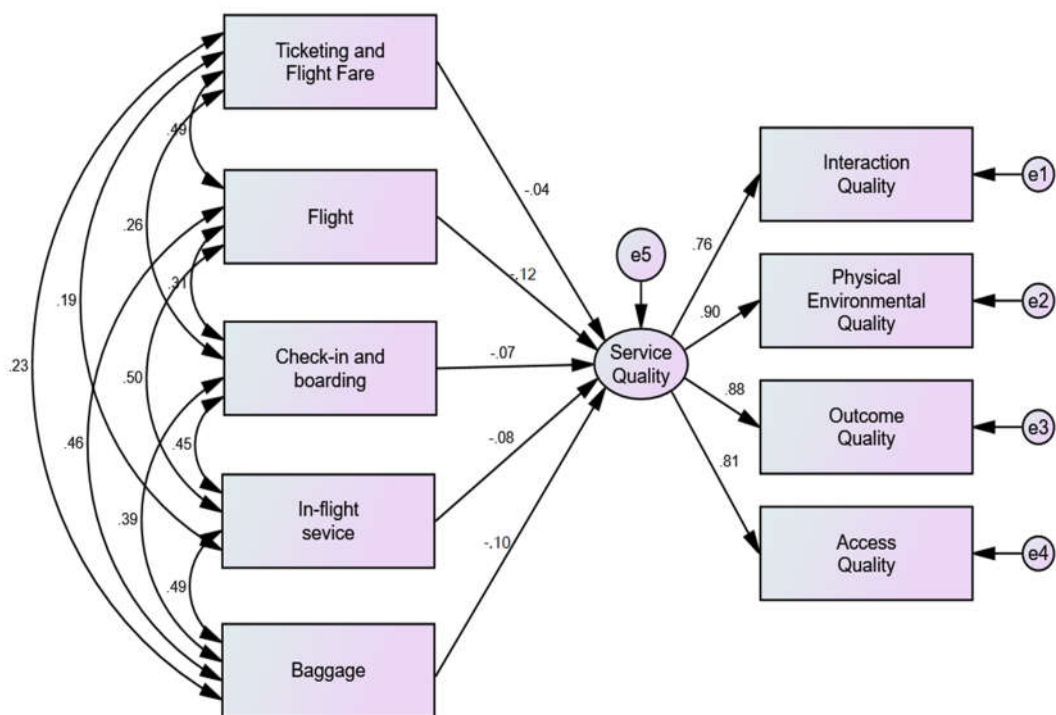 Ticketing and
Flight Fare
.49
Flight
-.04
Interaction
Quality
e1
.26
e5
.76
-.12
.31
.19
Physical
Environmental
Quality
e2
.90
Check-in and
boarding
-.07
Service
Quality
.23
.50
.88
Outcome
Quality
e3
.46
.45
-.08
.81
In-flight
sevice
.39
-.10
Access
Quality
e4
.49
Baggage